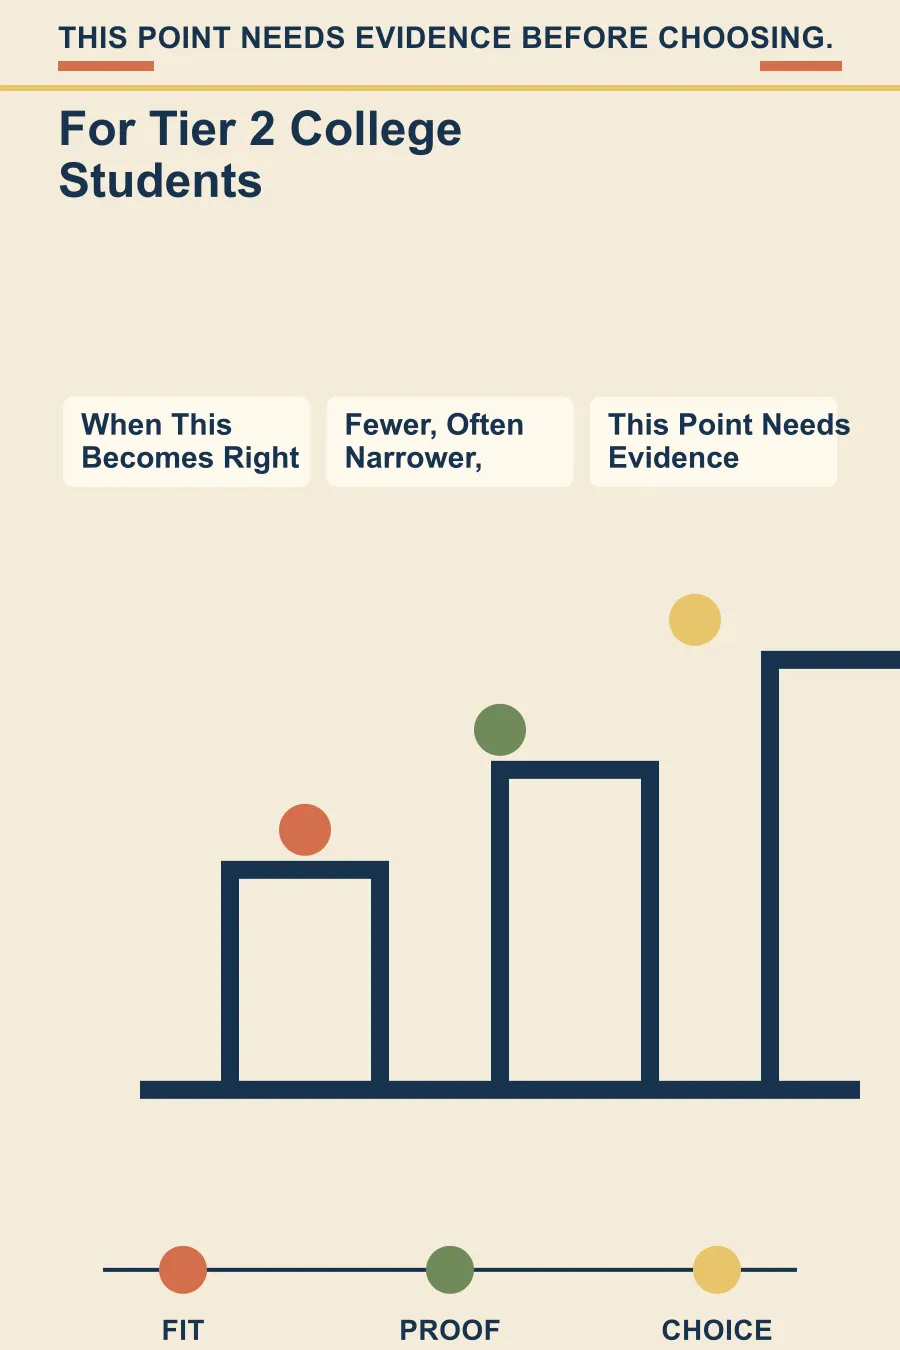 THIS POINT NEEDS EVIDENCE BEFORE CHOOSING.
For Tier 2 College
Students
When This
Becomes Right
Fewer, Often
Narrower,
This Point Needs
Evidence
FIT
PROOF
CHOICE